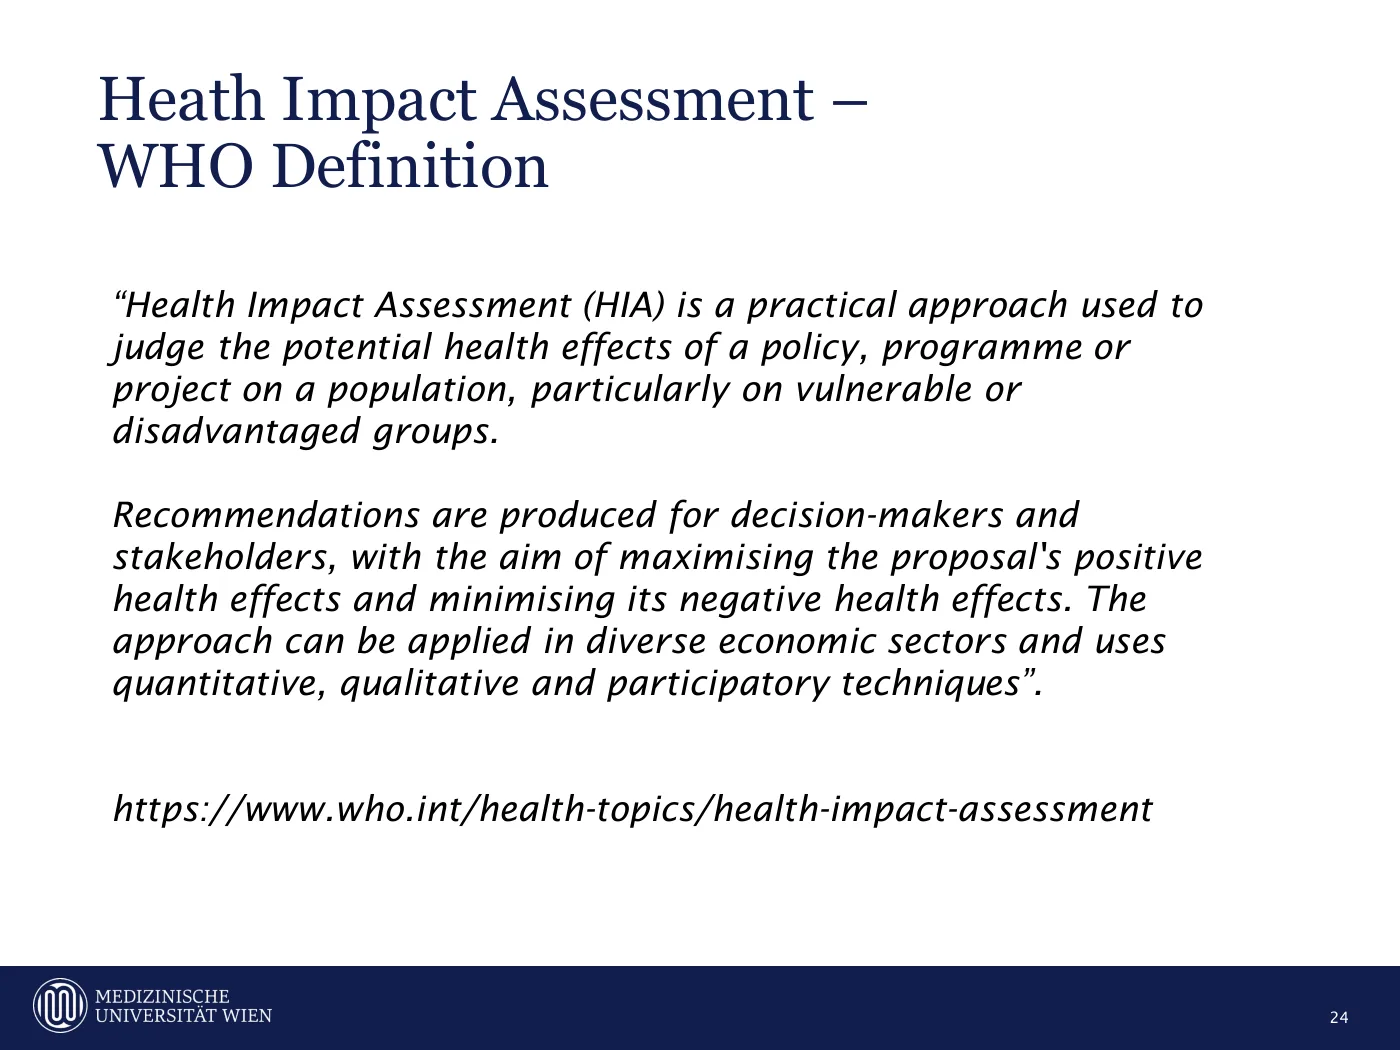 Heath Impact Assessment –
WHO Definition
“Health Impact Assessment (HIA) is a practical approach used to
judge the potential health effects of a policy, programme or
project on a population, particularly on vulnerable or
disadvantaged groups.
Recommendations are produced for decision-makers and
stakeholders, with the aim of maximising the proposal's positive
health effects and minimising its negative health effects. The
approach can be applied in diverse economic sectors and uses
quantitative, qualitative and participatory techniques”.
https://www.who.int/health-topics/health-impact-assessment
MEDIZINISCHE
UNIVERSITÄT WIEN
24